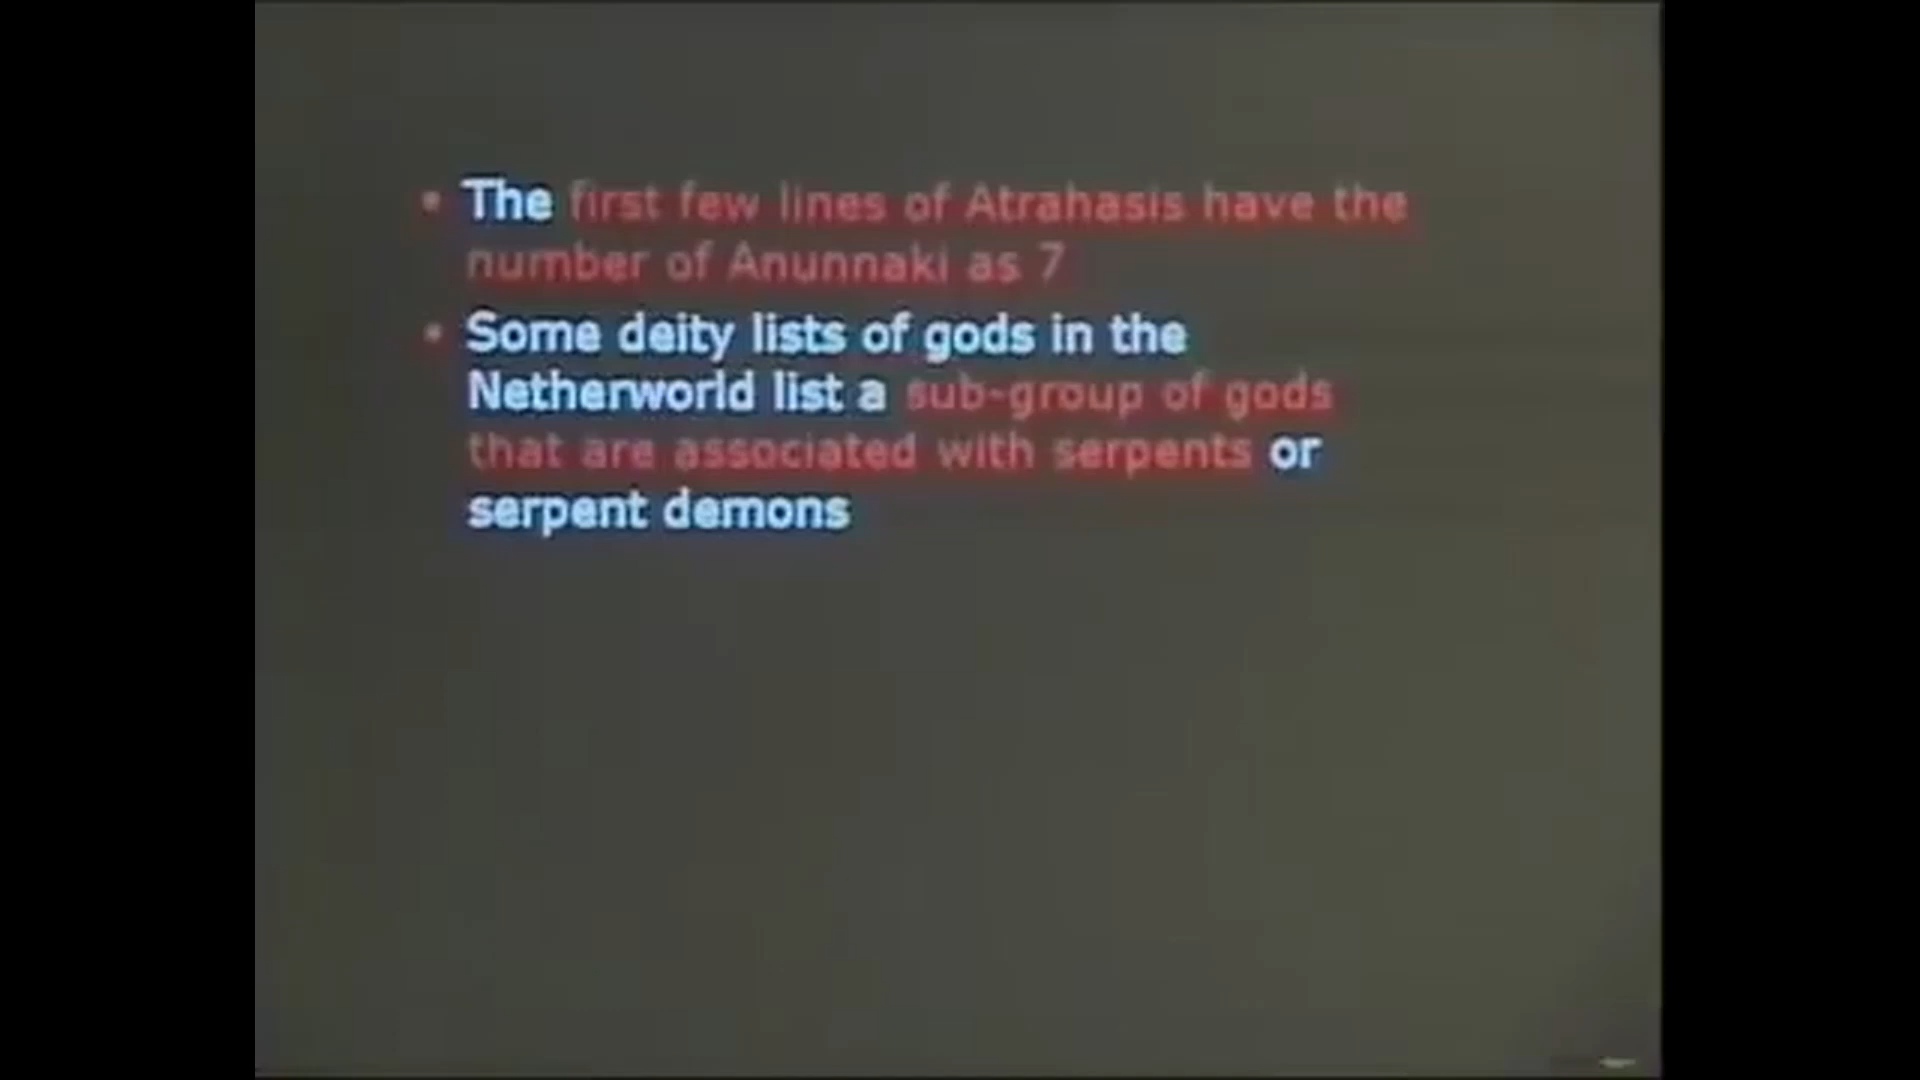 • The first few lines of Atrahasis have the
number of Anunnaki as 7
• Some deity lists of gods in the
Netherworld list a sub-group of gods
that are associated with serpents or
serpent demons